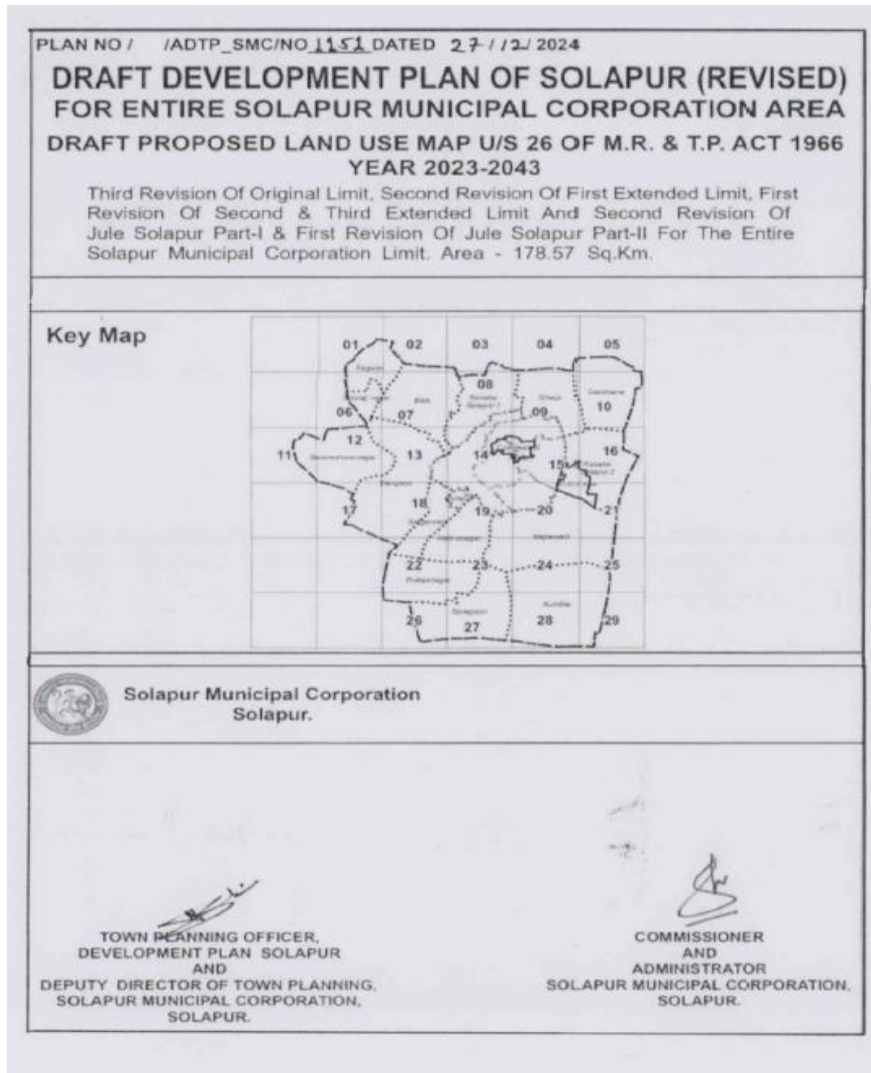 PLAN NO / /ADTP_SMC/NO 1151 DATED 27/12/2024
DRAFT DEVELOPMENT PLAN OF SOLAPUR (REVISED)
FOR ENTIRE SOLAPUR MUNICIPAL CORPORATION AREA
DRAFT PROPOSED LAND USE MAP U/S 26 OF M.R. & T.P. ACT 1966
YEAR 2023-2043
Third Revision Of Original Limit, Second Revision Of First Extended Limit, First
Revision Of Second & Third Extended Limit And Second Revision Of
Jule Solapur Part-I & First Revision Of Jule Solapur Part-II For The Entire
Solapur Municipal Corporation Limit. Area - 178.57 Sq.Km.
Key Map
01 02 03 04 05
08
10
06 07 09
12
11 13 14 15 16
17 18 19 20 21
22 23 24 25
26 27 28 29
Solapur Municipal Corporation
Solapur.
TOWN PLANNING OFFICER,
DEVELOPMENT PLAN SOLAPUR
AND
DEPUTY DIRECTOR OF TOWN PLANNING,
SOLAPUR MUNICIPAL CORPORATION,
SOLAPUR.
COMMISSIONER
AND
ADMINISTRATOR
SOLAPUR MUNICIPAL CORPORATION,
SOLAPUR.